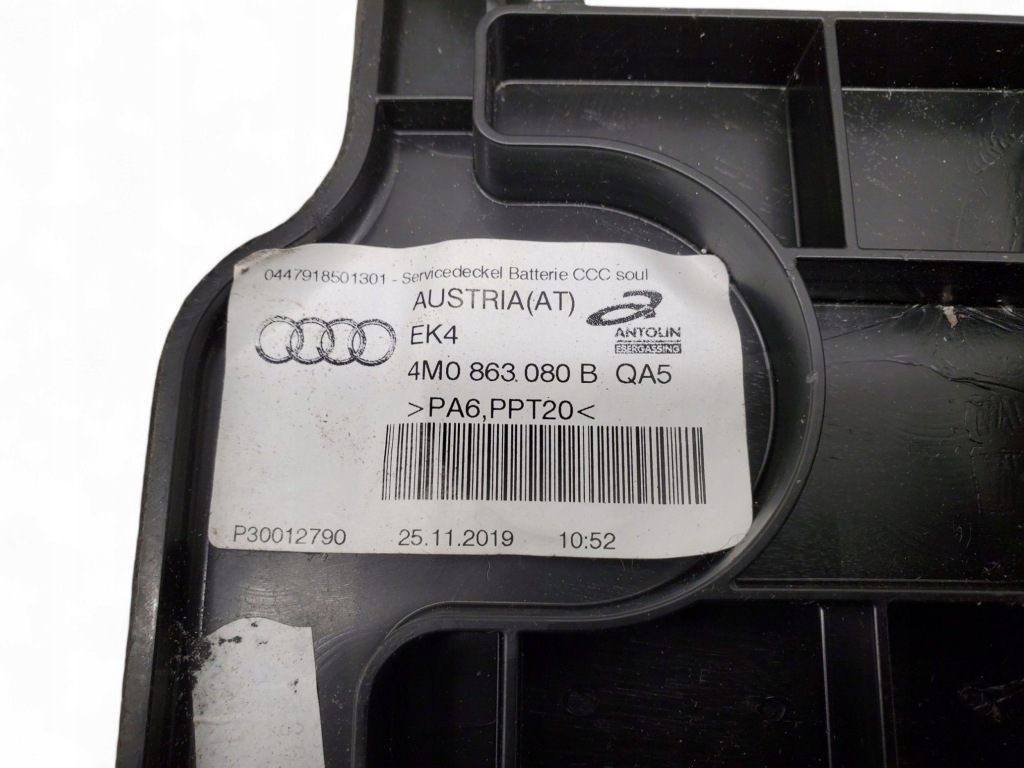 0447918501301 - Servicedeckel Batterie CCC soul
AUSTRIA(AT)
EK4
ANTOLIN
EBERGASSING
4M0 863 080 B QA5
>PA6,PPT20<
P30012790 25.11.2019 10:52